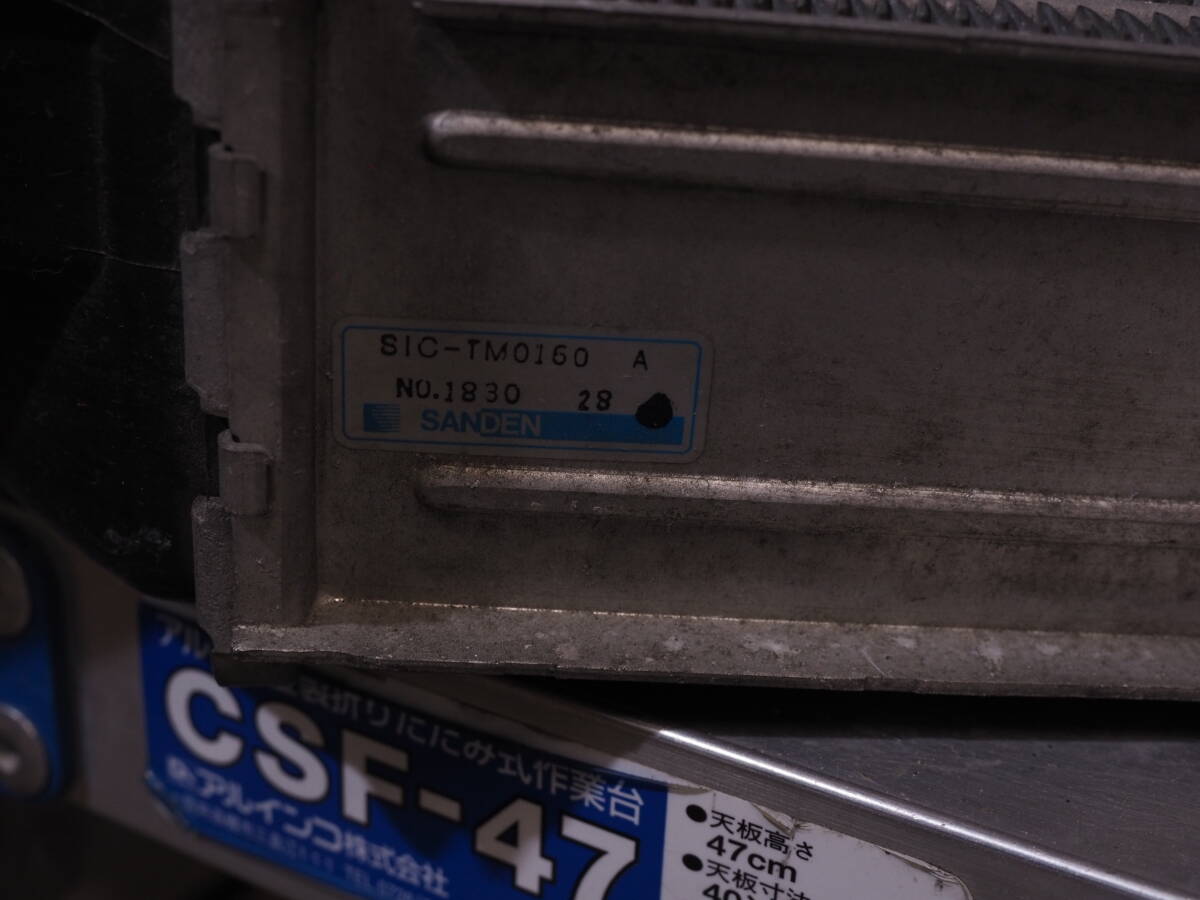 SIC-TM0160 A
NO.1830 28
SANDEN
折りたたみ式作業台
CSF-47
アルインコ株式会社
●天板高さ
47cm
●天板寸法